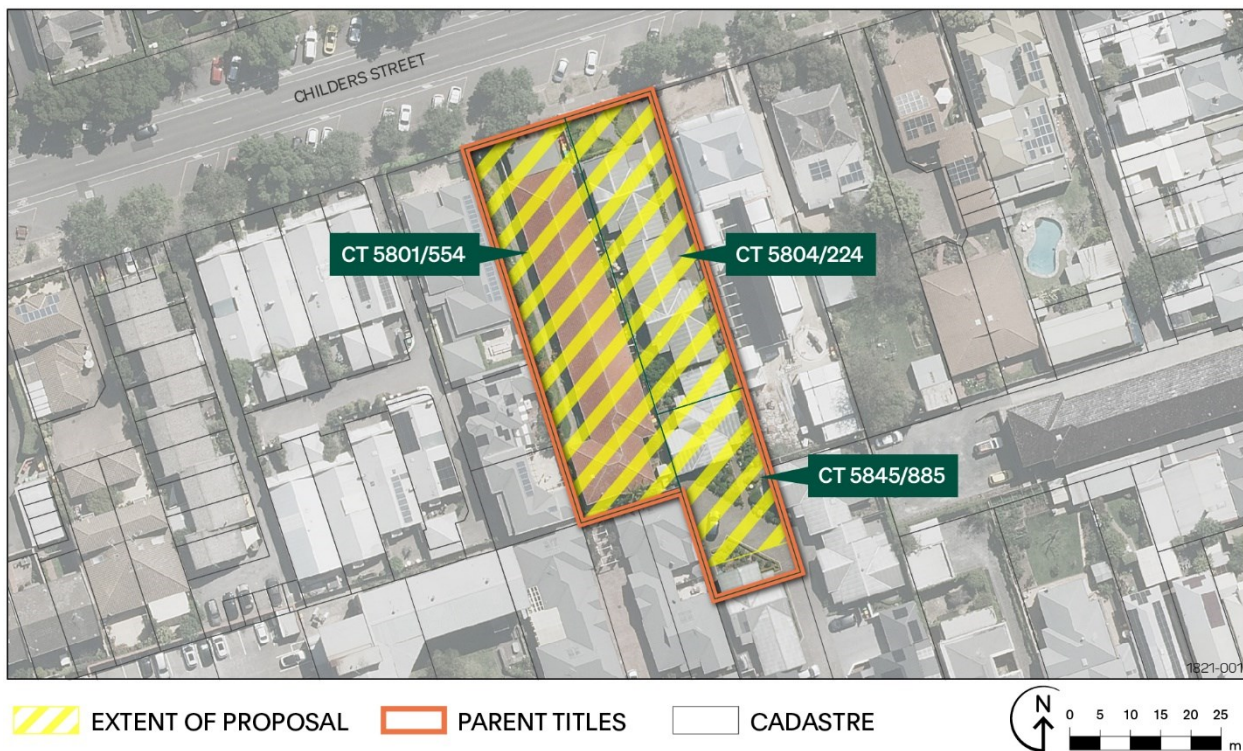 CHILDERS STREET
CT 5801/554
CT 5804/224
CT 5845/885
1821-001
EXTENT OF PROPOSAL
PARENT TITLES
CADASTRE
N
0 5 10 15 20 25
m